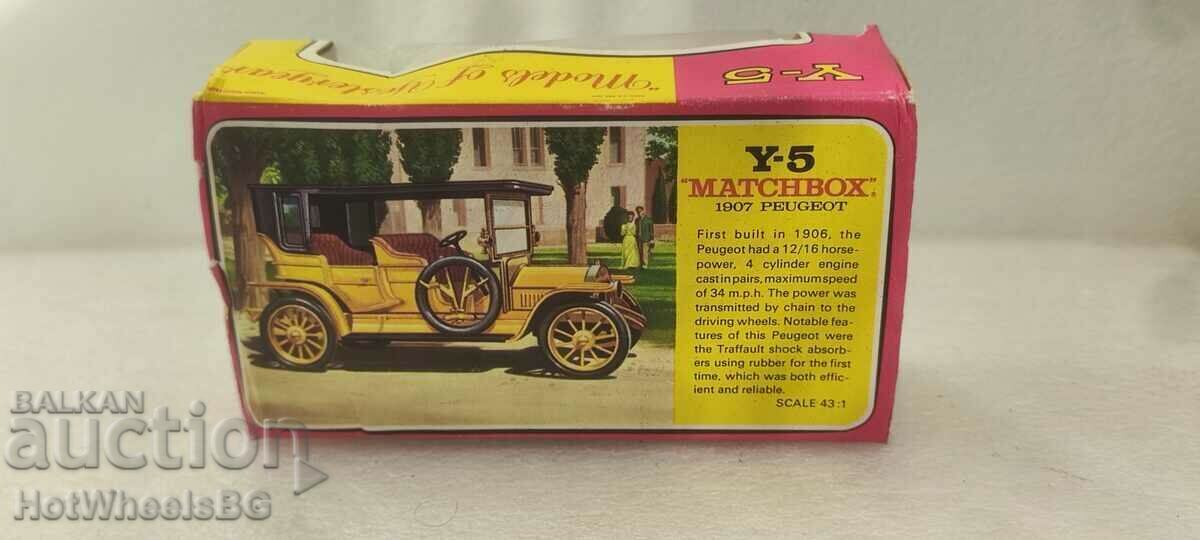 Y-5
"Models of Yesteryear"
Y-5
"MATCHBOX"
1907 PEUGEOT
First built in 1906, the
Peugeot had a 12/16 horse-
power, 4 cylinder engine
cast in pairs, maximum speed
of 34 m.p.h. The power was
transmitted by chain to the
driving wheels. Notable fea-
tures of this Peugeot were
the Traffault shock absorb-
ers using rubber for the first
time, which was both effic-
ient and reliable.
SCALE 43:1
BALKAN
auction
HotWheelsBG